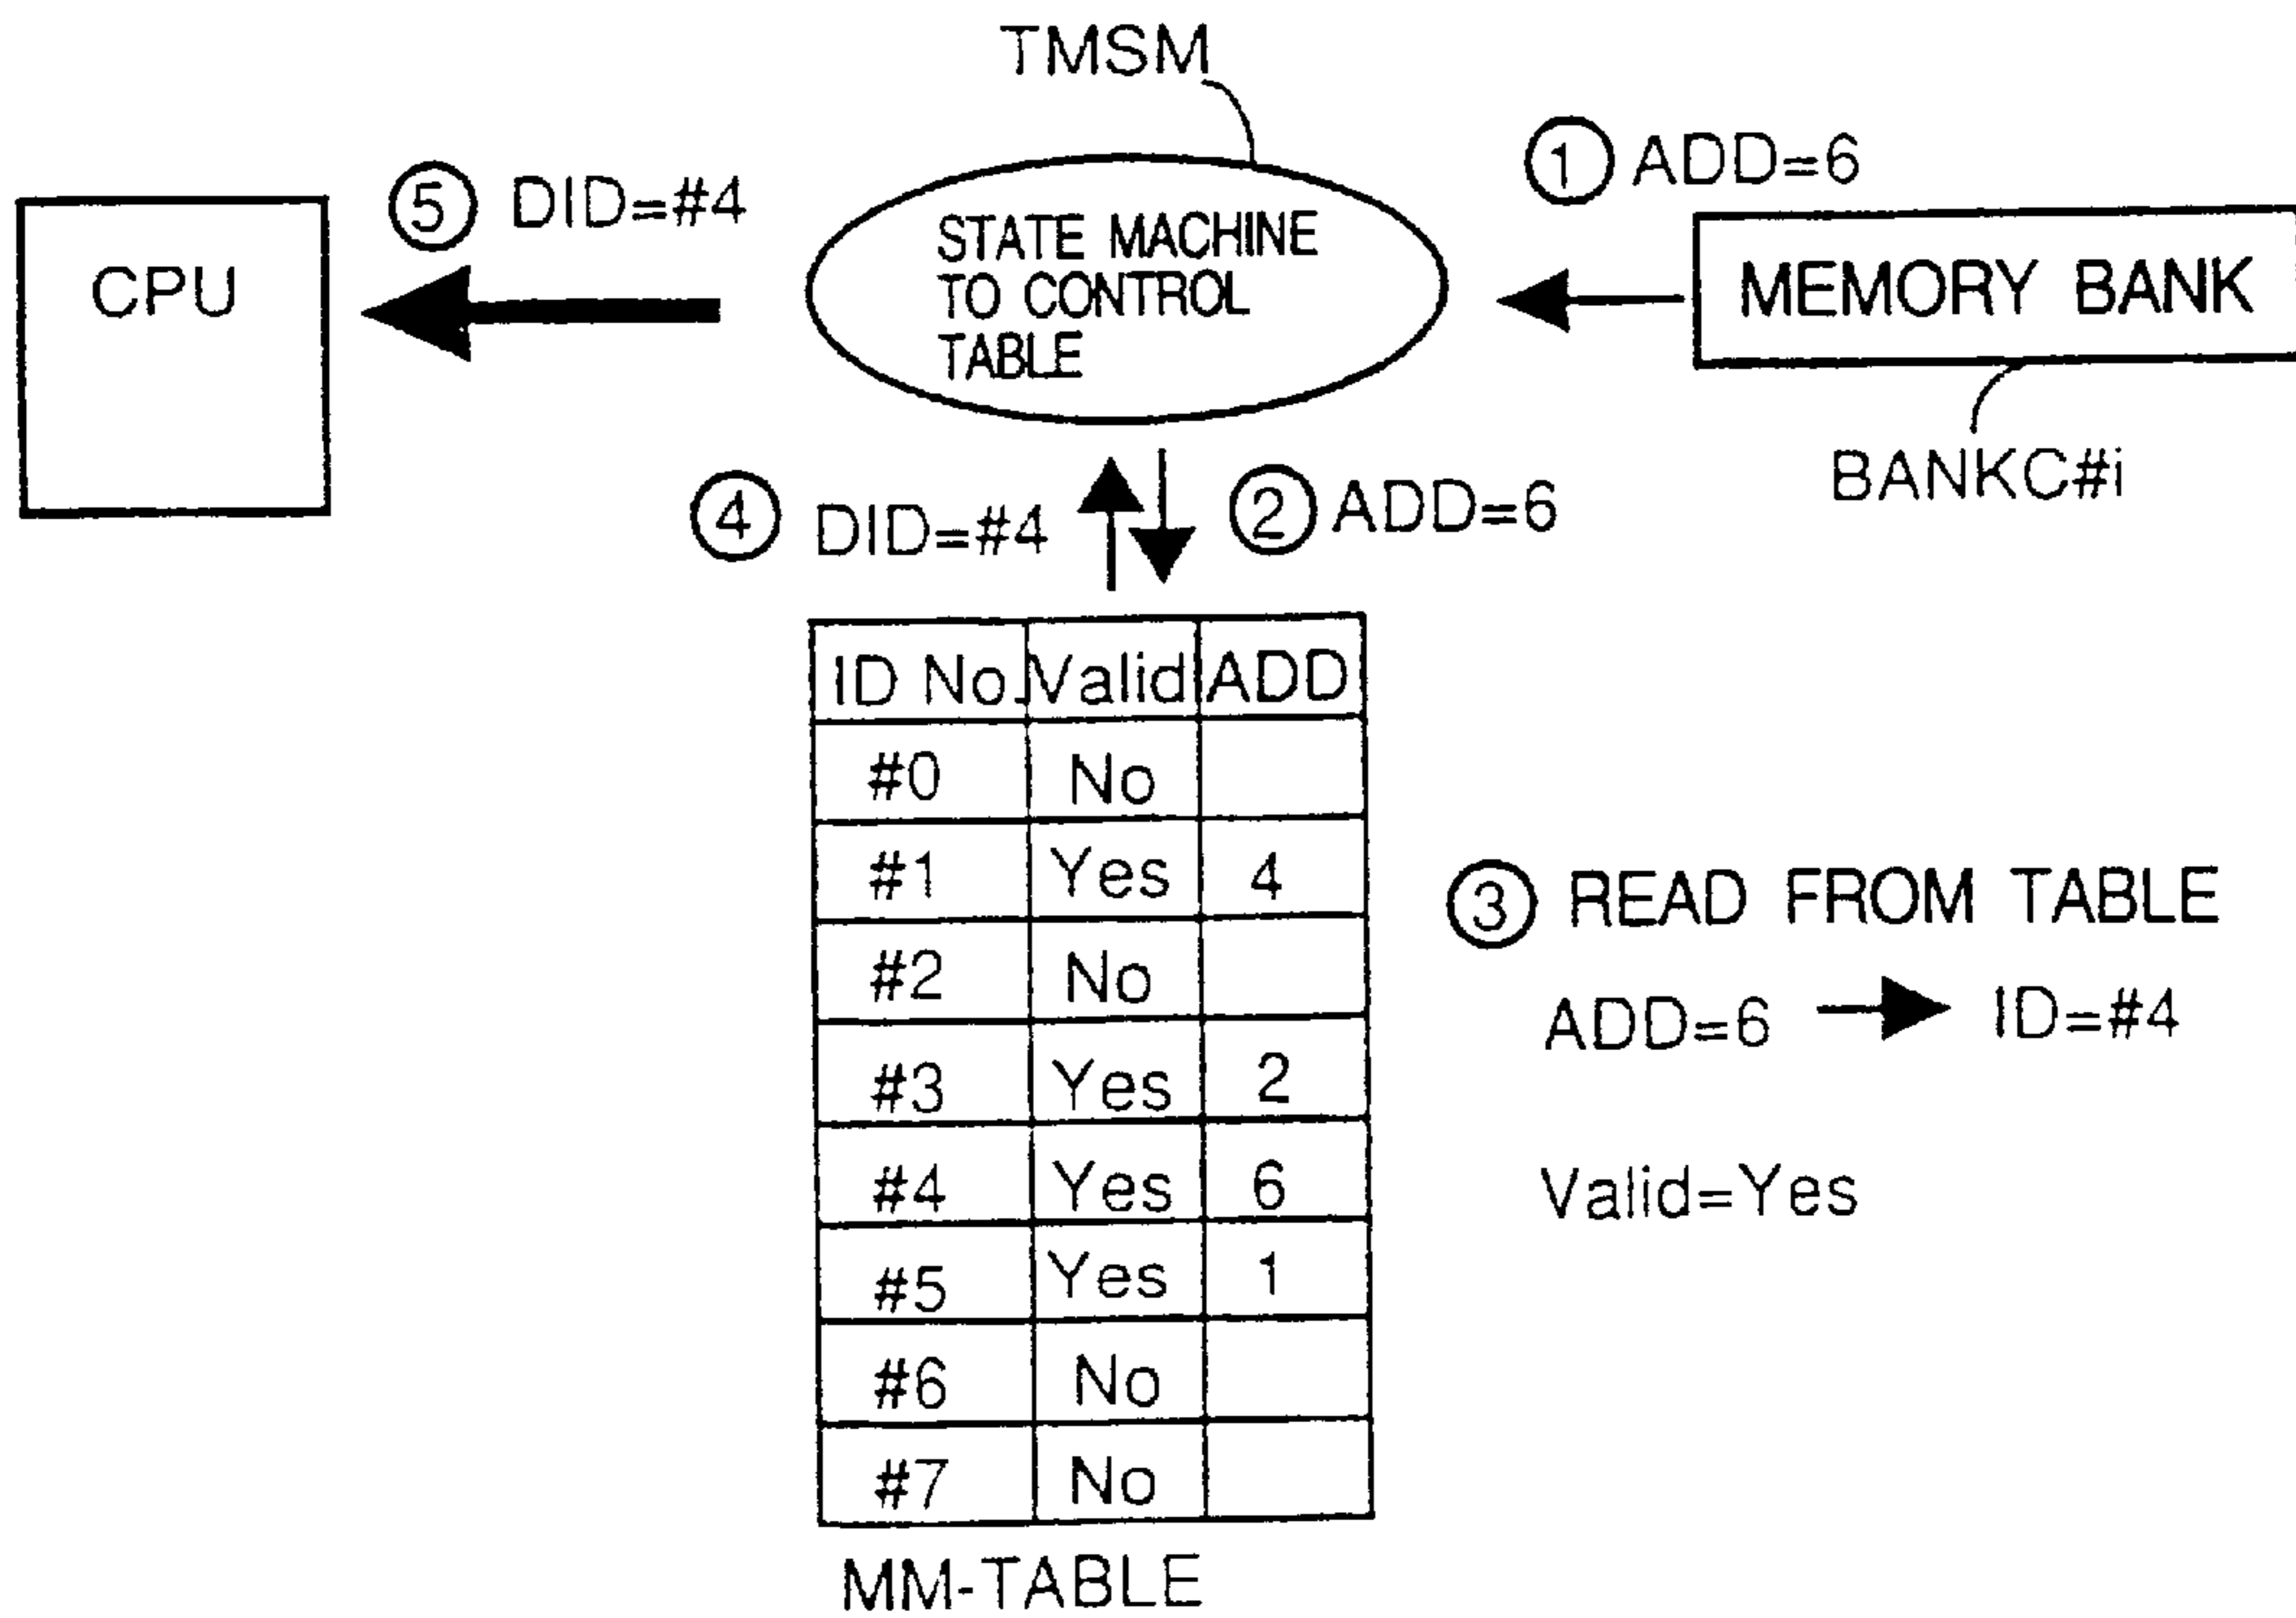 TMSM
① ADD=6
⑤ DID=#4
CPU
STATE MACHINE
TO CONTROL
TABLE
MEMORY BANK
BANKC#i
④ DID=#4
② ADD=6
ID No. Valid ADD
#0 No
#1 Yes 4
#2 No
#3 Yes 2
#4 Yes 6
#5 Yes 1
#6 No
#7 No
MM-TABLE
③ READ FROM TABLE
ADD=6 → ID=#4
Valid=Yes